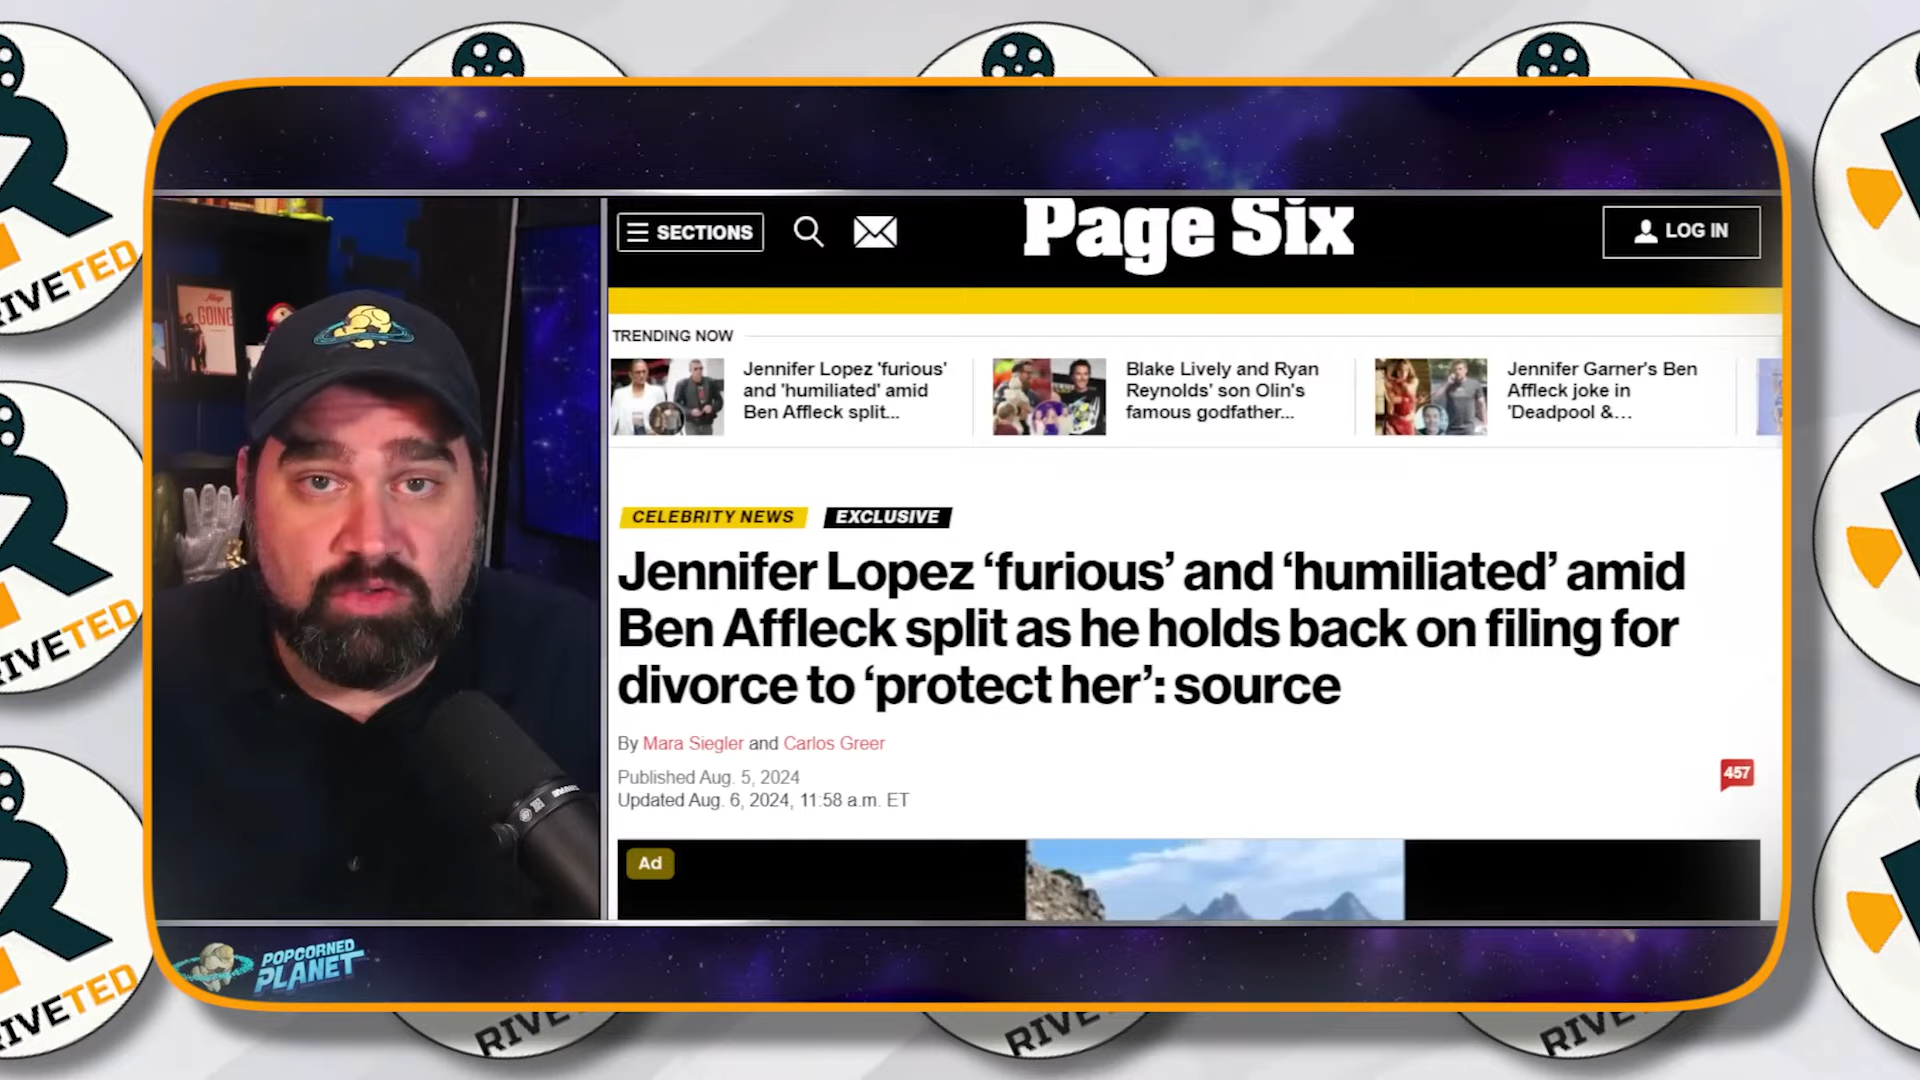 SECTIONS
Page Six
LOG IN
TRENDING NOW
Jennifer Lopez 'furious'
and 'humiliated' amid
Ben Affleck split...
Blake Lively and Ryan
Reynolds' son Olin's
famous godfather...
Jennifer Garner's Ben
Affleck joke in
'Deadpool &...
CELEBRITY NEWS
EXCLUSIVE
Jennifer Lopez ‘furious’ and ‘humiliated’ amid
Ben Affleck split as he holds back on filing for
divorce to ‘protect her’: source
By Mara Siegler and Carlos Greer
Published Aug. 5, 2024
Updated Aug. 6, 2024, 11:58 a.m. ET
457
Ad
GOING
POPCORNED
PLANET
RIVETED
RIVETED
RIVETED
RIVE
RIVE
RIVE